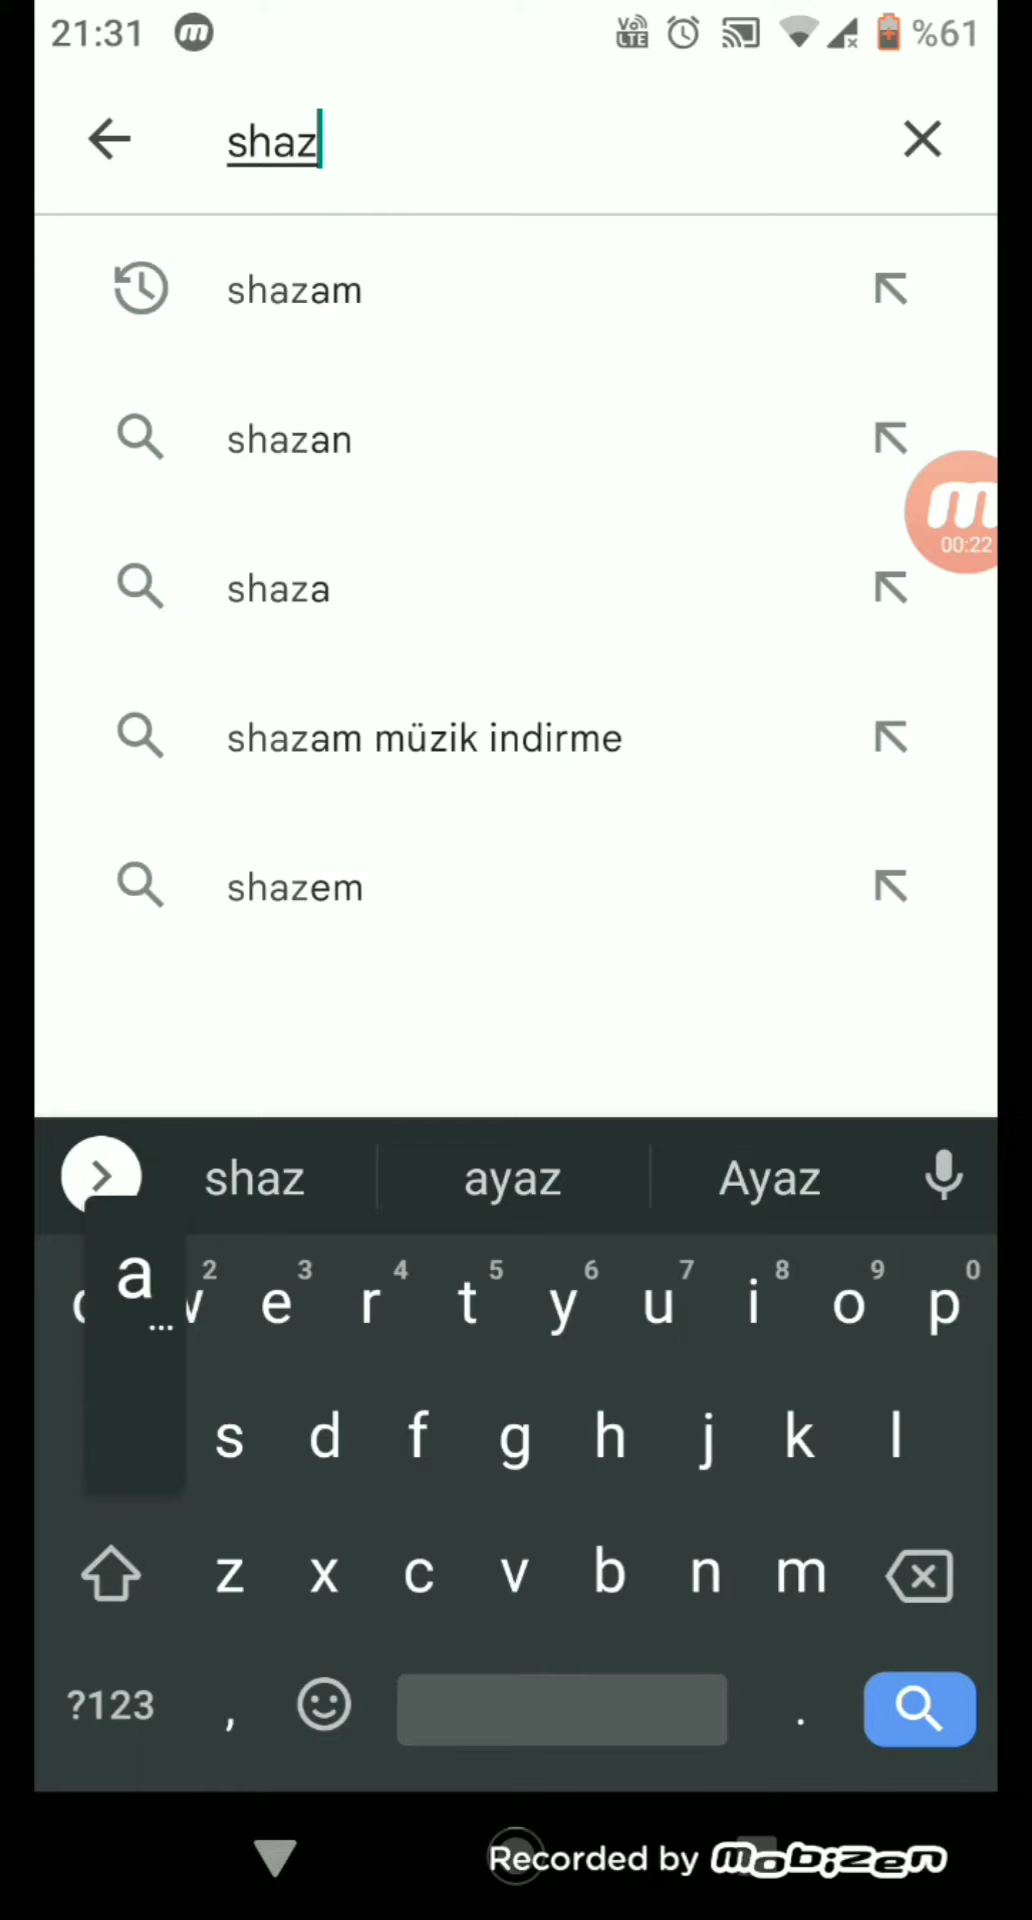 21:31 m VoLTE %61
shaz
shazam
shazan
m
00:22
shaza
shazam müzik indirme
shazem
shaz ayaz Ayaz
a ... 2 e 3 r 4 t 5 y 6 u 7 i 8 o 9 p 0
s d f g h j k l
z x c v b n m
?123 , .
Recorded by mobizen